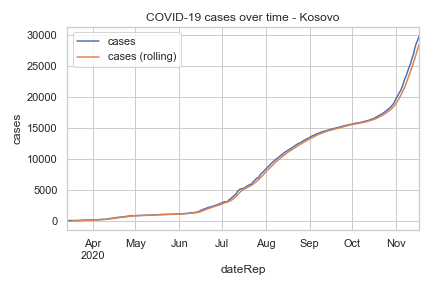 COVID-19 cases over time - Kosovo
cases
cases (rolling)
30000
25000
20000
15000
10000
5000
0
cases
Apr
2020
May
Jun
Jul
Aug
Sep
Oct
Nov
dateRep